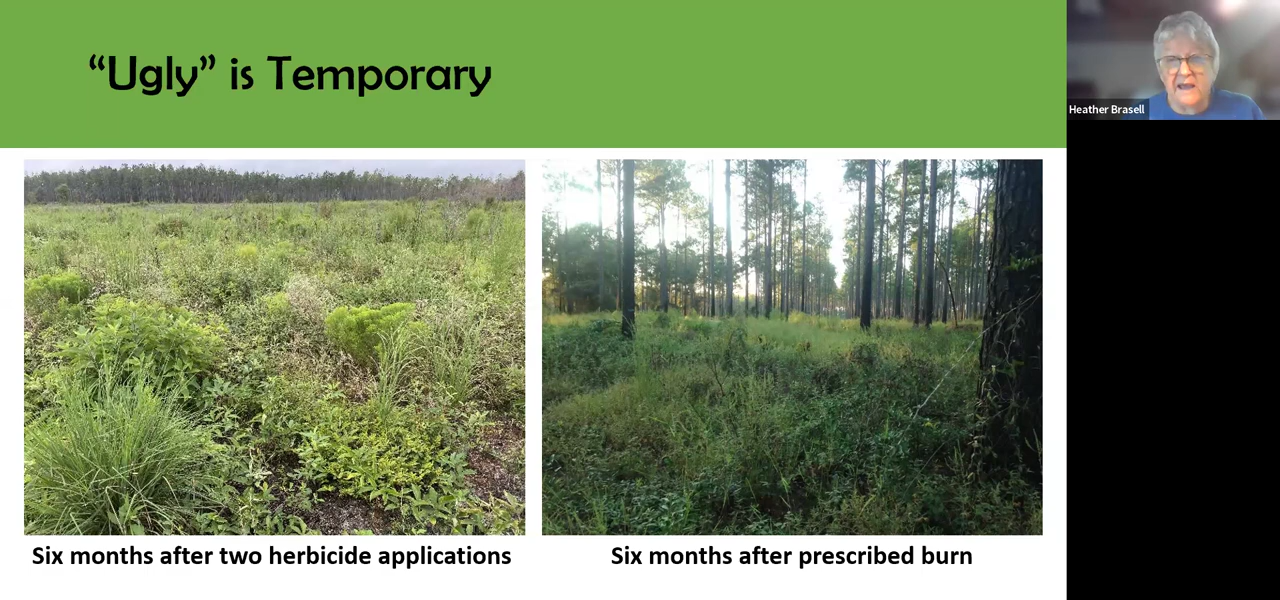 “Ugly” is Temporary
Heather Brasell
Six months after two herbicide applications
Six months after prescribed burn